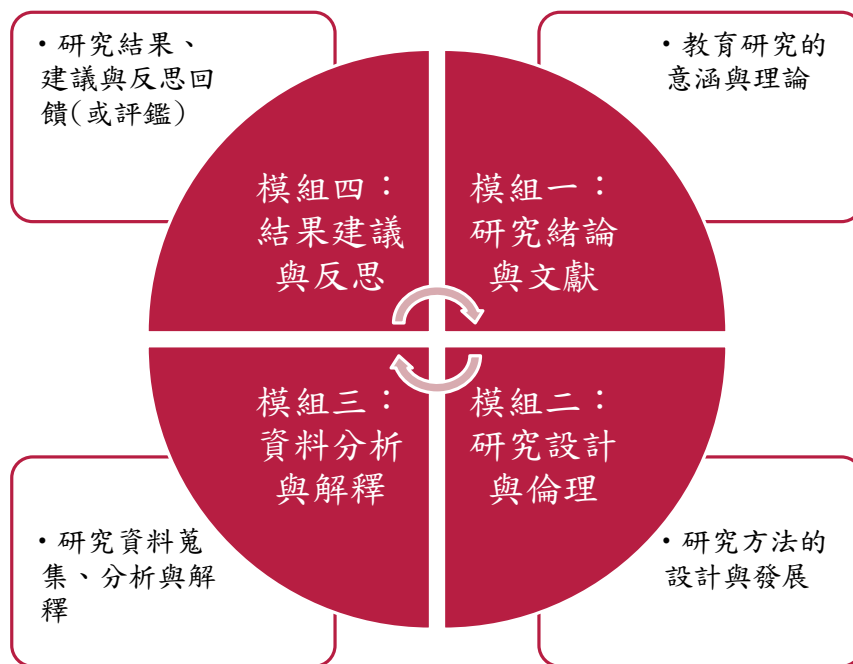 ・研究結果、
建議與反思回
饋(或評鑑)
・教育研究的
意涵與理論
模組四：
結果建議
與反思
模組一：
研究緒論
與文獻
模組三：
資料分析
與解釋
模組二：
研究設計
與倫理
・研究資料蒐
集、分析與解
釋
・研究方法的
設計與發展